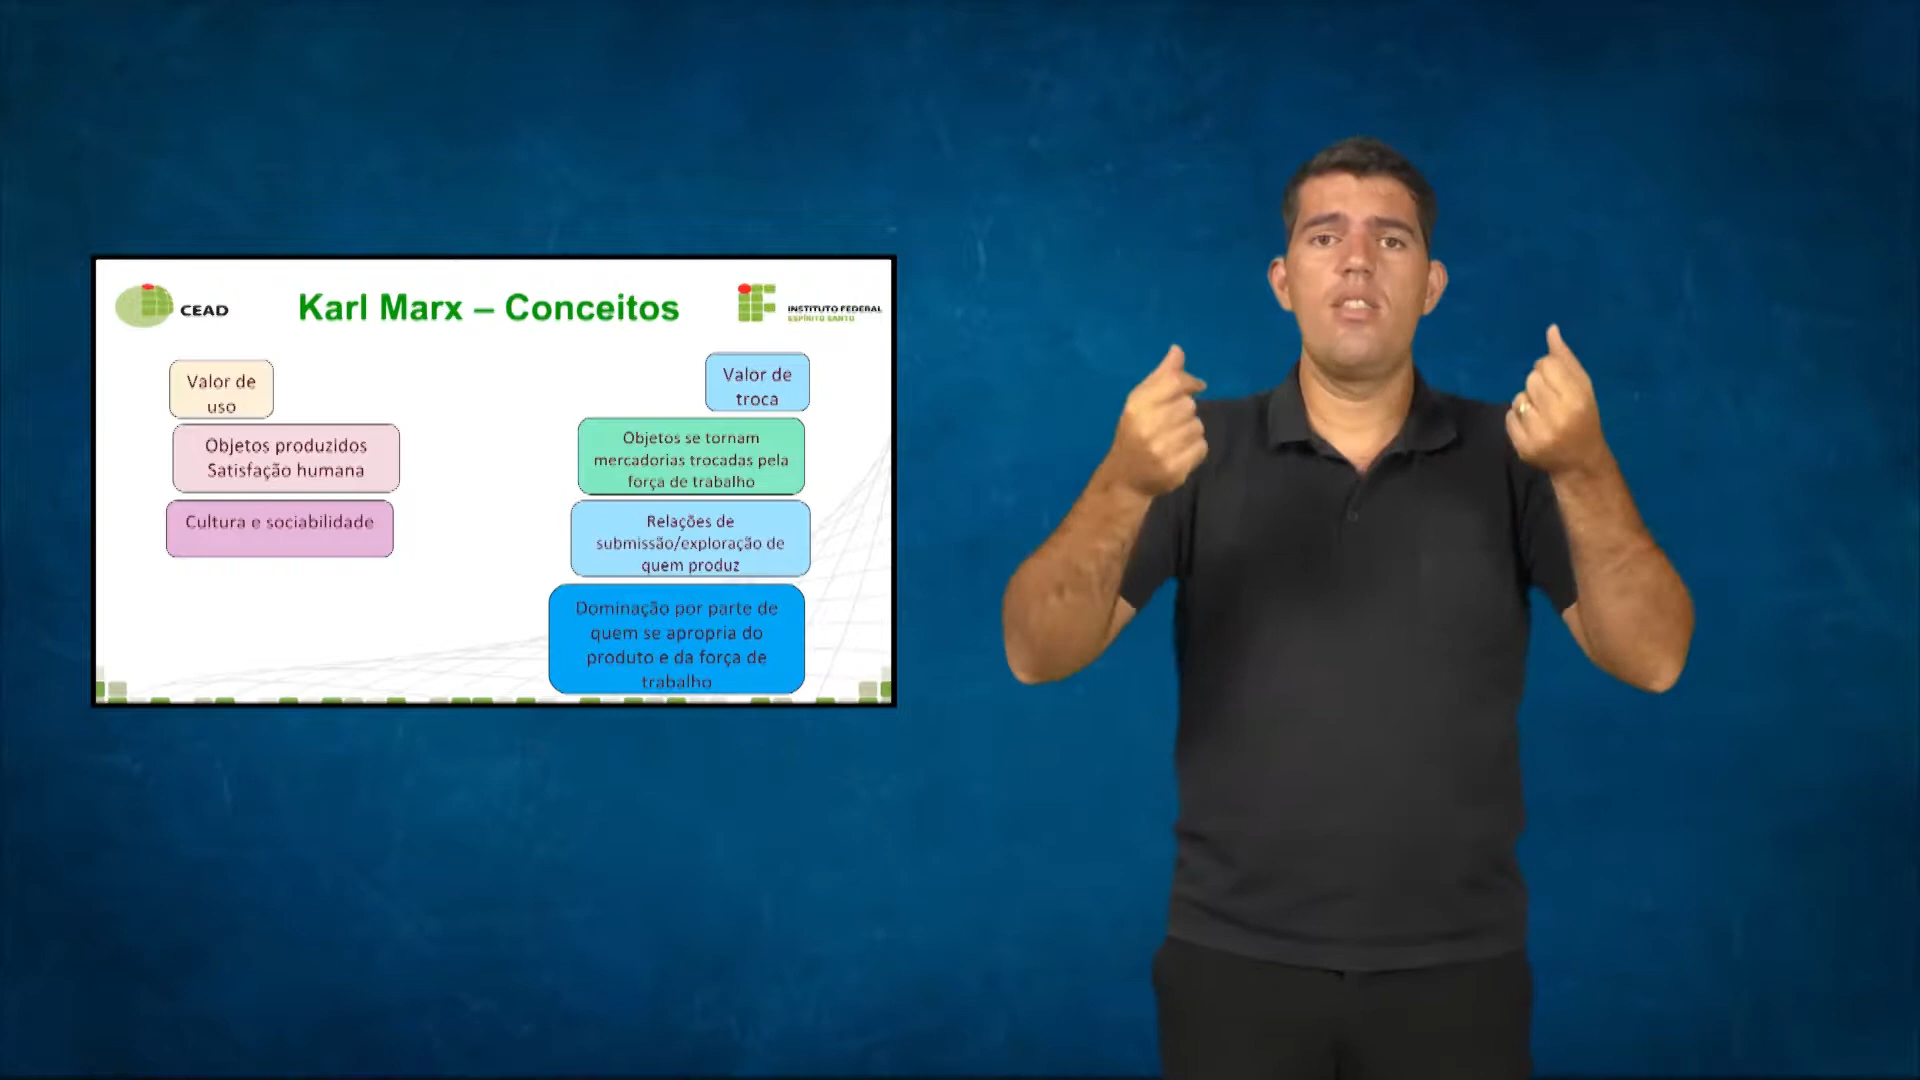 CEAD
Karl Marx – Conceitos
INSTITUTO FEDERAL
ESPÍRITO SANTO
Valor de
uso
Objetos produzidos
Satisfação humana
Cultura e sociabilidade
Valor de
troca
Objetos se tornam
mercadorias trocadas pela
força de trabalho
Relações de
submissão/exploração de
quem produz
Dominação por parte de
quem se apropria do
produto e da força de
trabalho